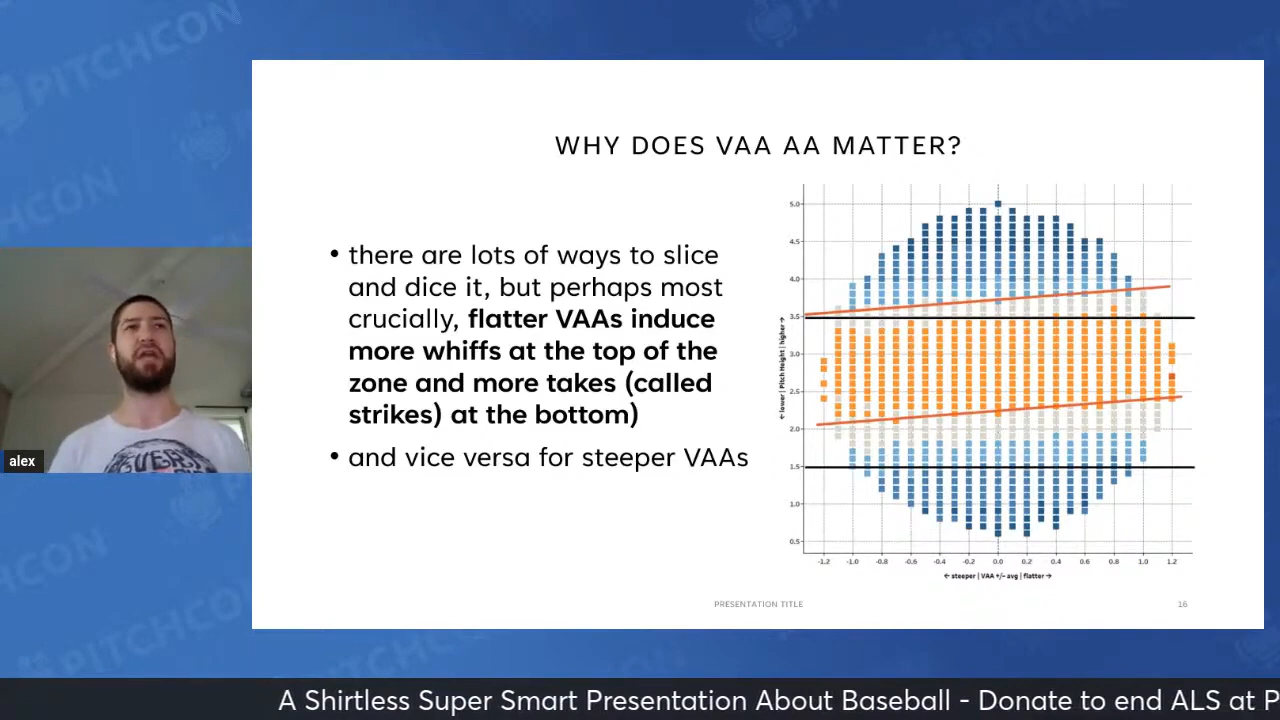 PITCHCON
PITCHCON
WHY DOES VAA AA MATTER?
• there are lots of ways to slice
and dice it, but perhaps most
crucially, flatter VAAs induce
more whiffs at the top of the
zone and more takes (called
strikes) at the bottom)
• and vice versa for steeper VAAs
← lower | Pitch Height | higher →
5.0
4.5
4.0
3.5
3.0
2.5
2.0
1.5
1.0
0.5
-1.2 -1.0 -0.8 -0.6 -0.4 -0.2 0.0 0.2 0.4 0.6 0.8 1.0 1.2
← steeper | VAA +/- avg | flatter →
PRESENTATION TITLE
16
alex
PITCHCON
A Shirtless Super Smart Presentation About Baseball - Donate to end ALS at P